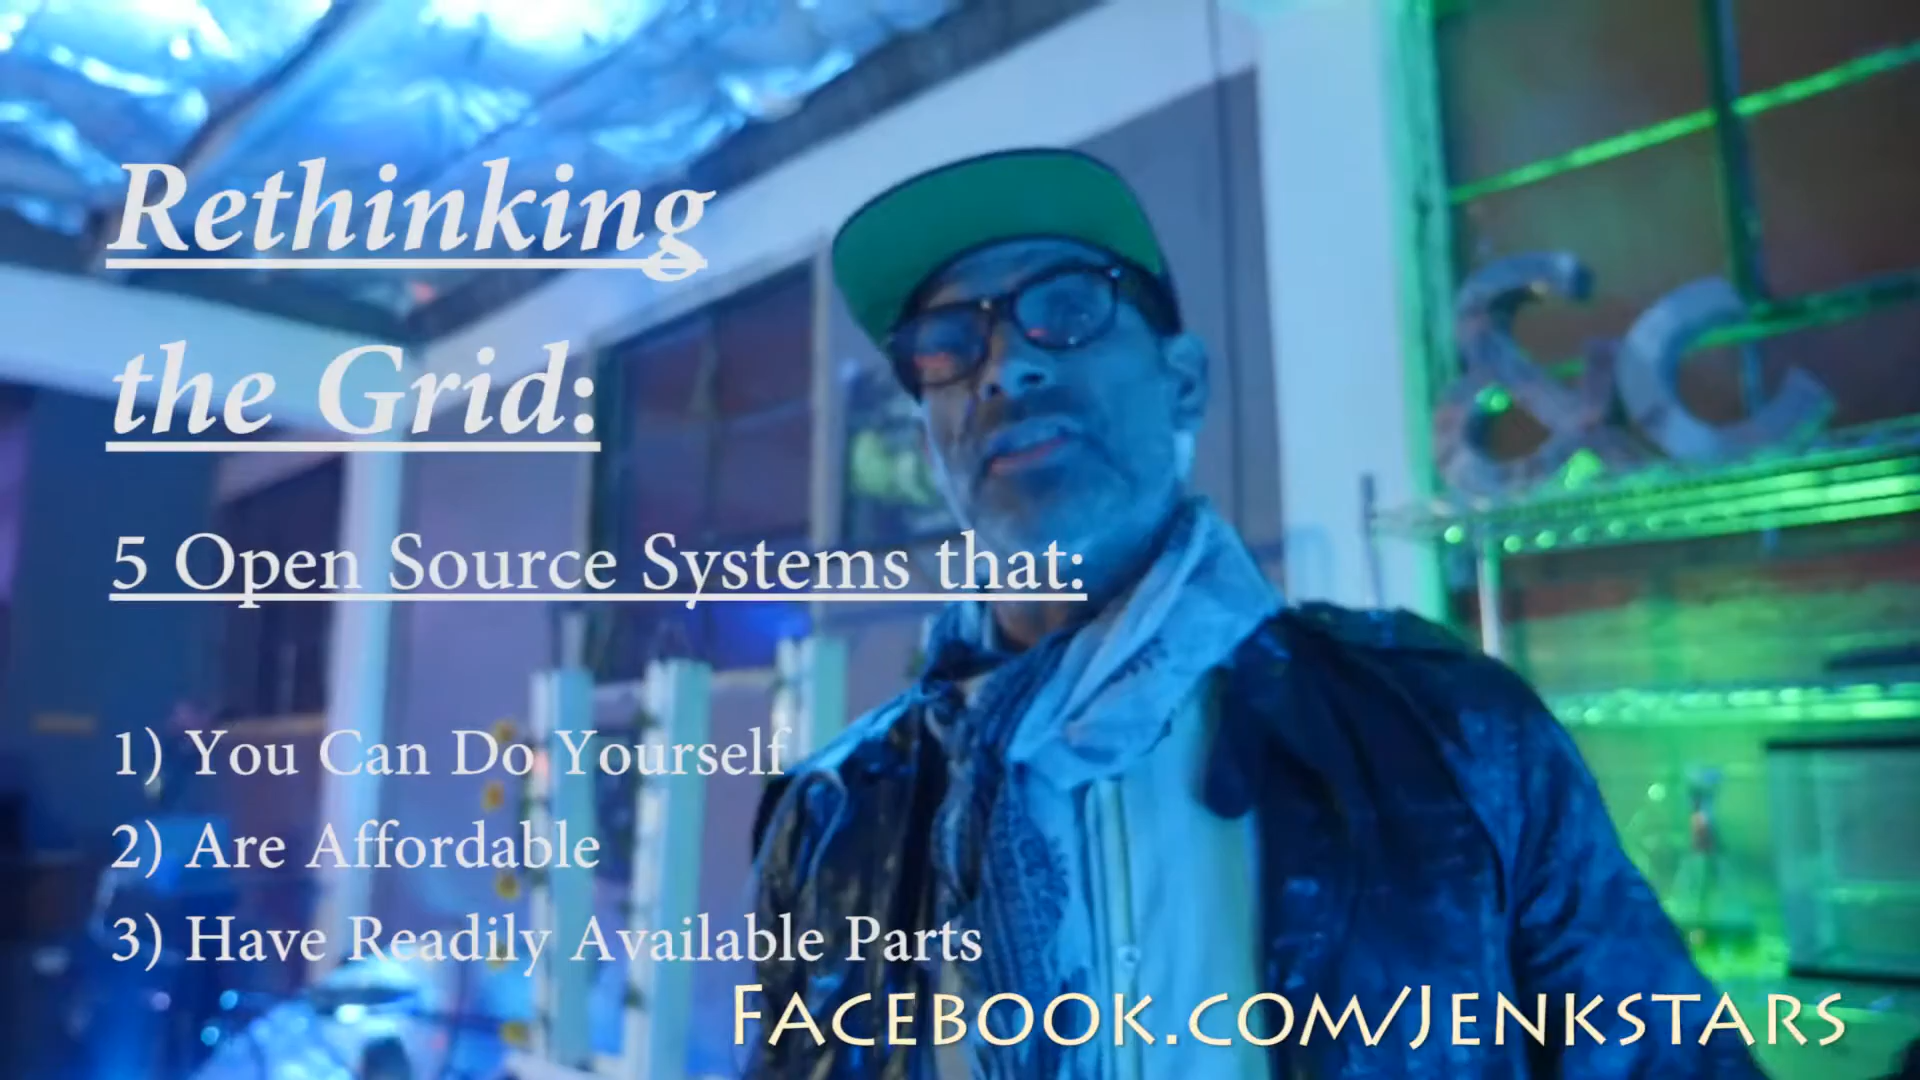 Rethinking
the Grid:
5 Open Source Systems that:
1) You Can Do Yourself
2) Are Affordable
3) Have Readily Available Parts
&C
Facebook.com/Jenkstars